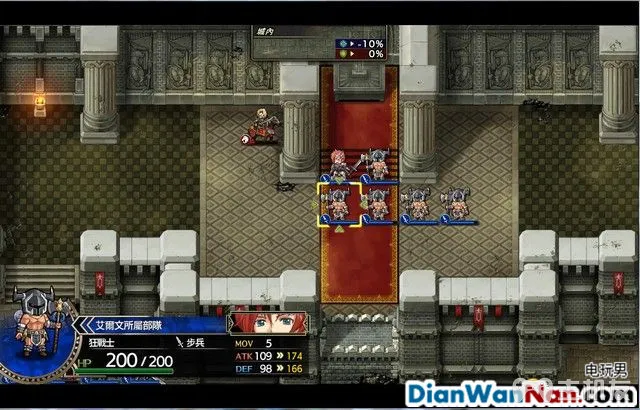 城內
-10%
0%
艾爾文所屬部隊
狂戰士
步兵
MOV 5
HP 200/200
ATK 109 » 174
DEF 98 » 166
电玩男
DianWanNan.com